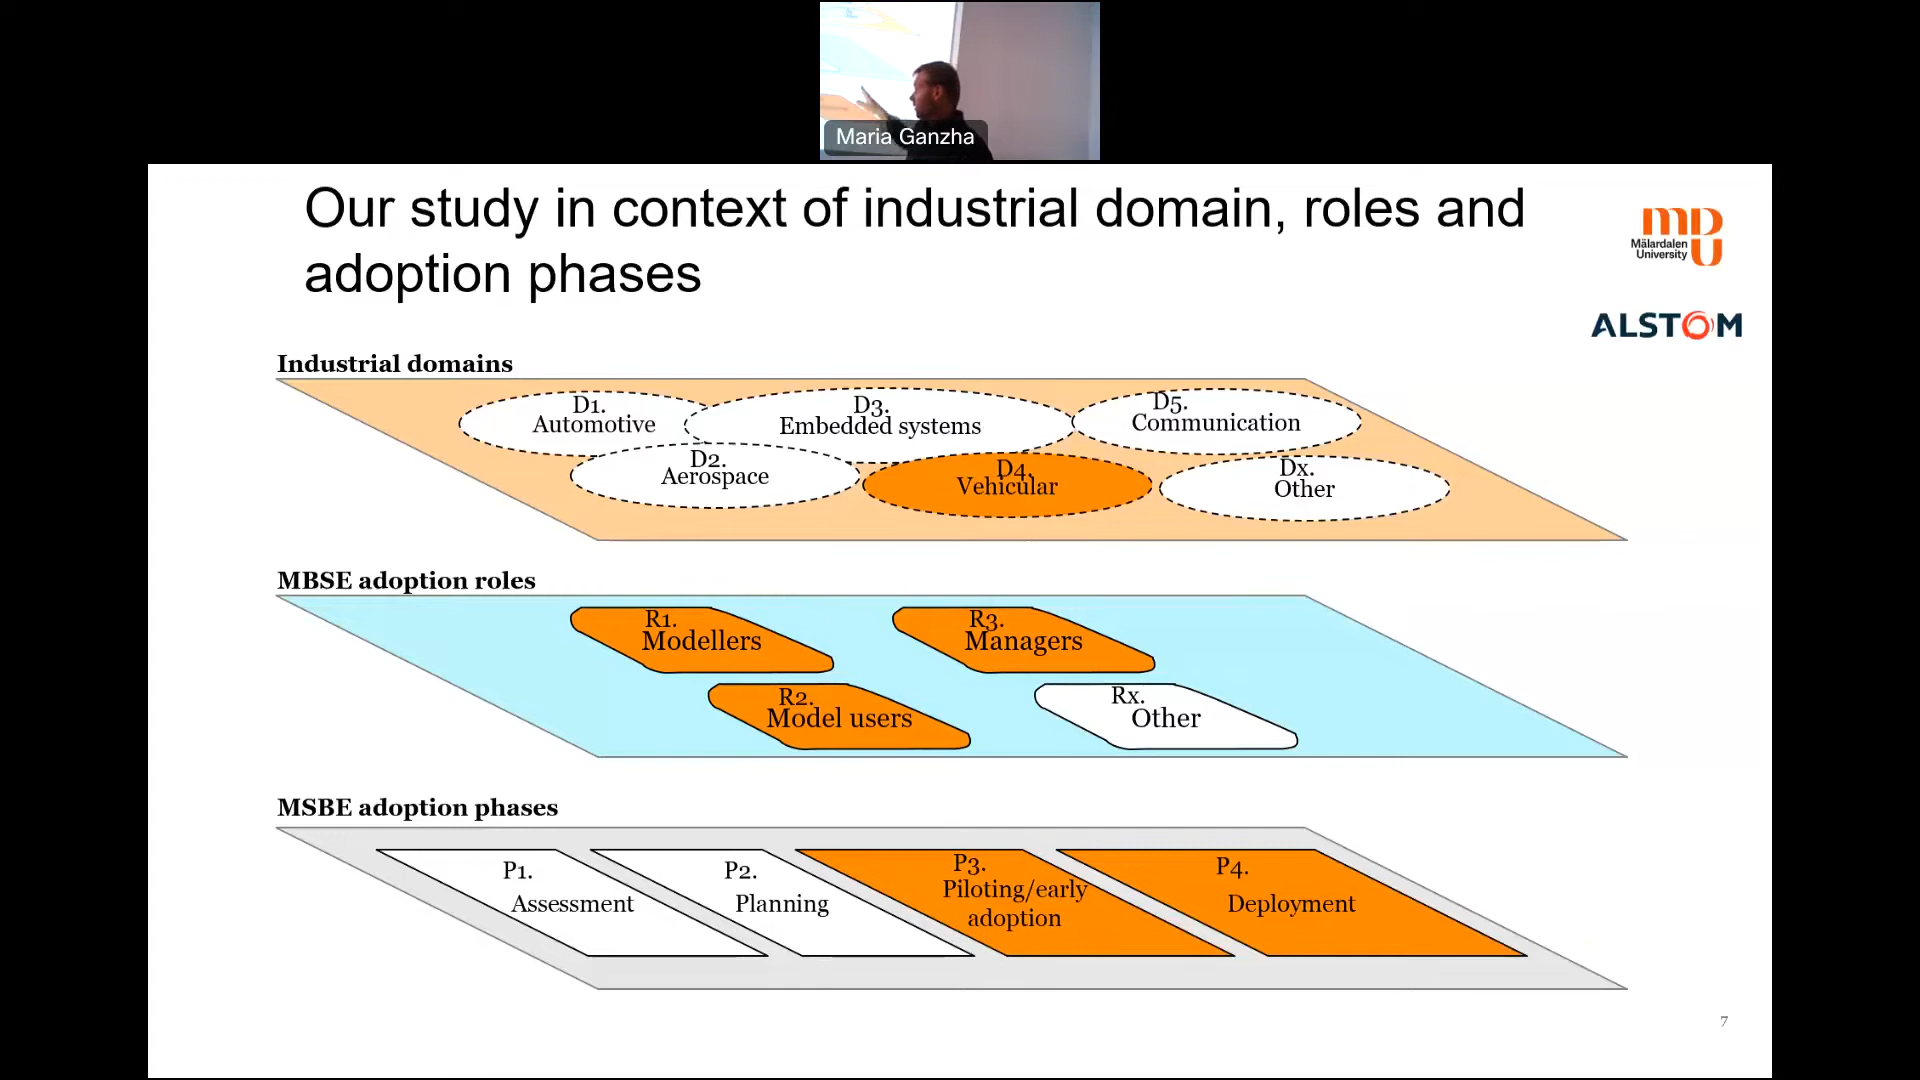 Maria Ganzha
Our study in context of industrial domain, roles and
adoption phases
Mälardalen
University
mdu
ALSTOM
Industrial domains
D1.
Automotive
D3.
Embedded systems
D5.
Communication
D2.
Aerospace
D4.
Vehicular
Dx.
Other
MBSE adoption roles
R1.
Modellers
R3.
Managers
R2.
Model users
Rx.
Other
MSBE adoption phases
P1.
Assessment
P2.
Planning
P3.
Piloting/early
adoption
P4.
Deployment
7